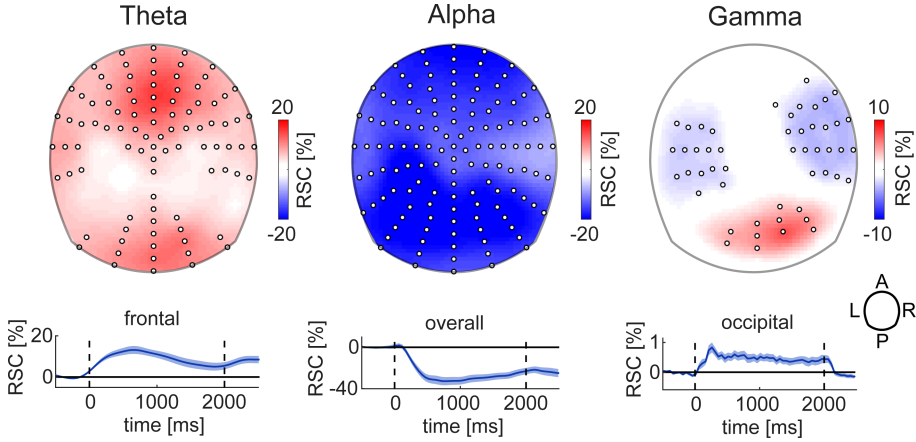 Theta
Alpha
Gamma
20
RSC [%]
-20
20
RSC [%]
-20
10
RSC [%]
-10
A
L
R
P
frontal
RSC [%]
20
0
0
1000
2000
time [ms]
overall
RSC [%]
0
-40
0
1000
2000
time [ms]
occipital
RSC [%]
1
0
0
1000
2000
time [ms]